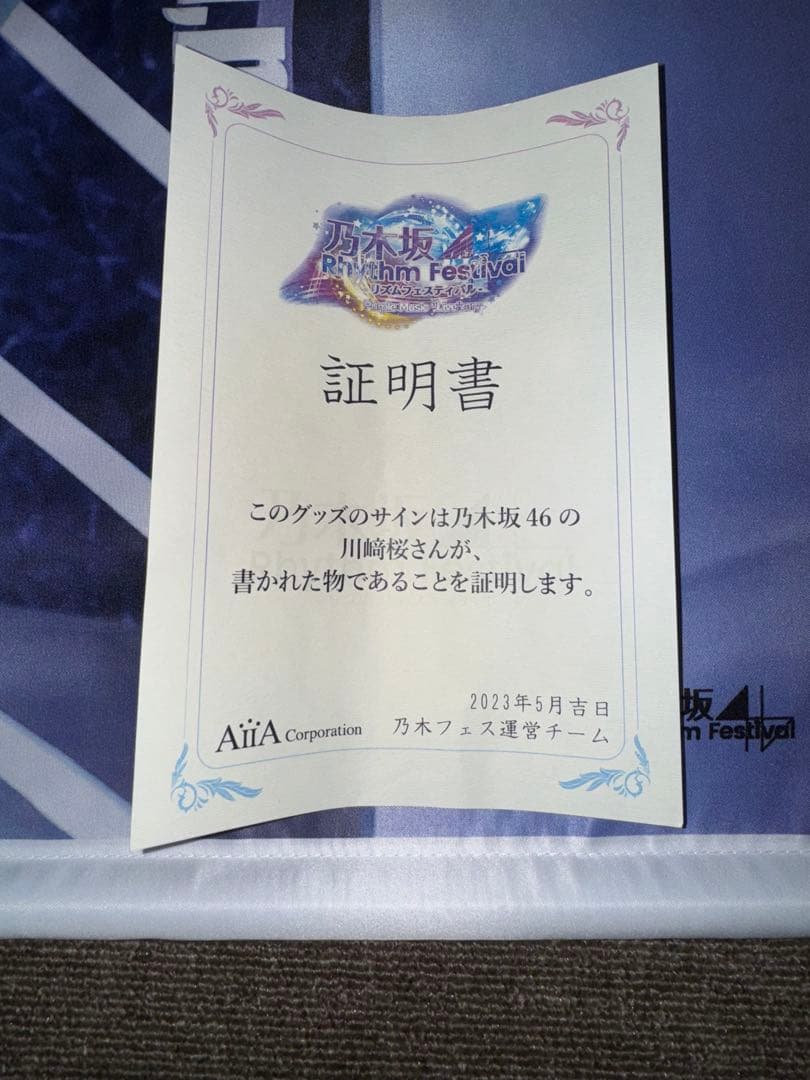 乃木坂46
Rhythm Festival
-リズムフェスティバル-
証明書
このグッズのサインは乃木坂46の
川﨑桜さんが、
書かれた物であることを証明します。
2023年5月吉日
AiiA Corporation
乃木フェス運営チーム
坂4
m Festival